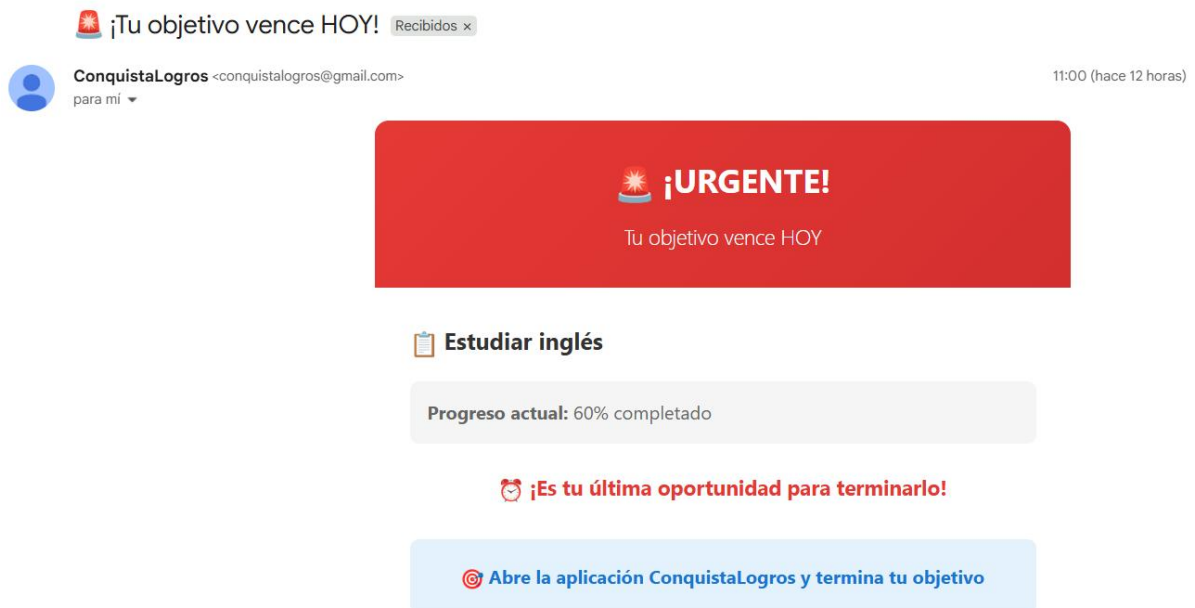 🚨 ¡Tu objetivo vence HOY! Recibidos ×
ConquistaLogros <conquistalogros@gmail.com> 11:00 (hace 12 horas)
para mí
🚨 ¡URGENTE!
Tu objetivo vence HOY
📋 Estudiar inglés
Progreso actual: 60% completado
⏰ ¡Es tu última oportunidad para terminarlo!
🎯 Abre la aplicación ConquistaLogros y termina tu objetivo